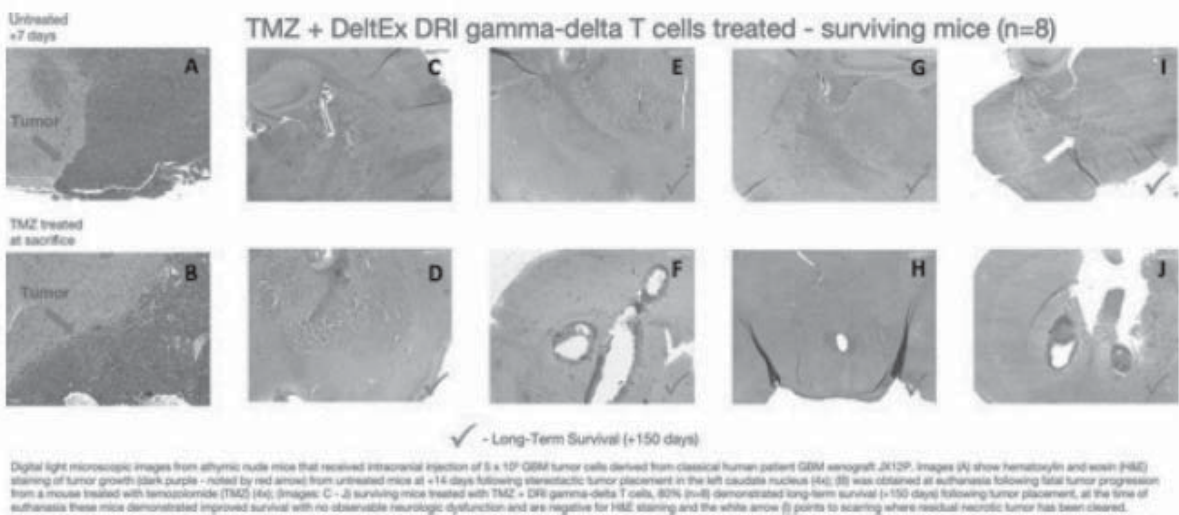 Untreated
+7 days
TMZ + DeltEx DRI gamma-delta T cells treated - surviving mice (n=8)
A
C
E
G
I
Tumor
TMZ treated
at sacrifice
B
D
F
H
J
Tumor
✓ - Long-Term Survival (+150 days)
Digital light microscopic images from athymic nude mice that received intracranial injection of 5 x 10⁵ GBM tumor cells derived from classical human patient GBM xenograft JX12P. Images (A) show hematoxylin and eosin (H&E)
staining of tumor growth (dark purple - noted by red arrow) from untreated mice at +14 days following stereotactic tumor placement in the left caudate nucleus (4x); (B) was obtained at euthanasia following fatal tumor progression
from a mouse treated with temozolomide (TMZ) (4x); (Images: C - J) surviving mice treated with TMZ + DRI gamma-delta T cells, 80% (n=8) demonstrated long-term survival (>150 days) following tumor placement, at the time of
euthanasia these mice demonstrated improved survival with no observable neurologic dysfunction and are negative for H&E staining and the white arrow (I) points to scarring where residual necrotic tumor has been cleared.